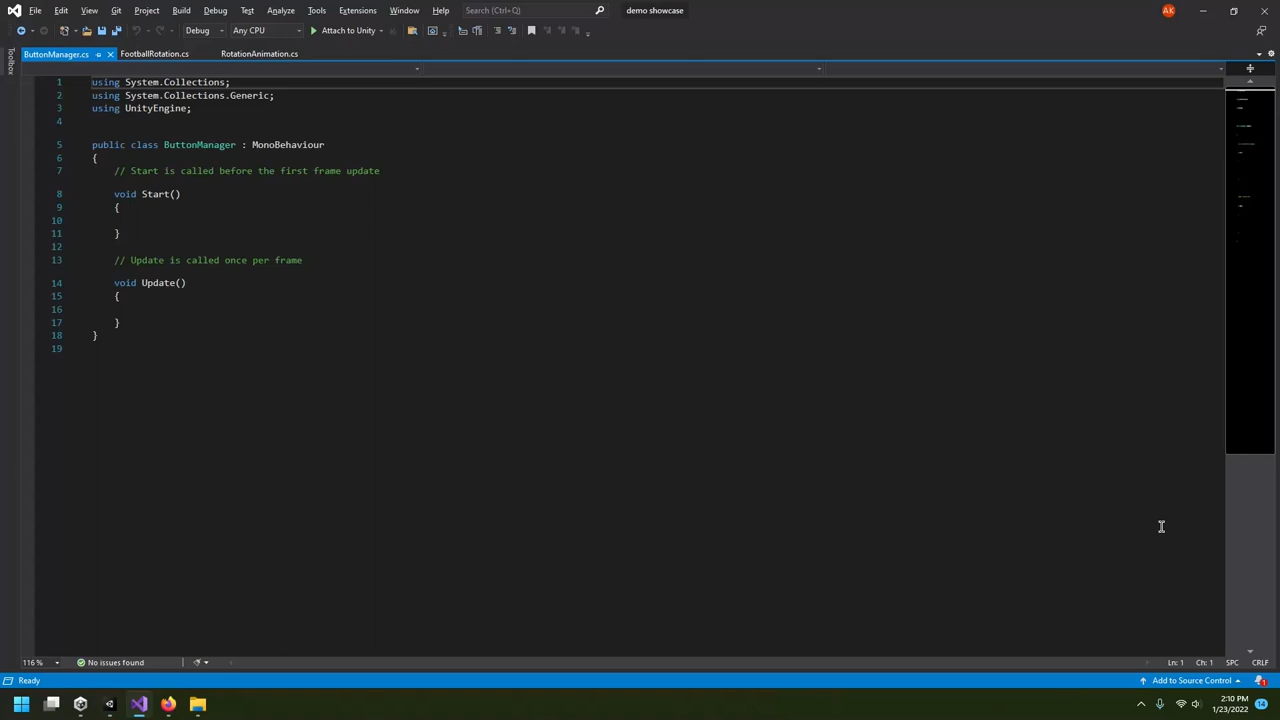 File Edit View Git Project Build Debug Test Analyze Tools Extensions Window Help Search (Ctrl+Q) demo showcase AK
Debug Any CPU Attach to Unity
Toolbox
ButtonManager.cs FootballRotation.cs RotationAnimation.cs
1 using System.Collections;
2 using System.Collections.Generic;
3 using UnityEngine;
4
5 public class ButtonManager : MonoBehaviour
6 {
7 // Start is called before the first frame update
8 void Start()
9 {
10
11 }
12
13 // Update is called once per frame
14 void Update()
15 {
16
17 }
18 }
19
116 % No issues found Ln: 1 Ch: 1 SPC CRLF
Ready Add to Source Control 1
2:10 PM
1/23/2022 14